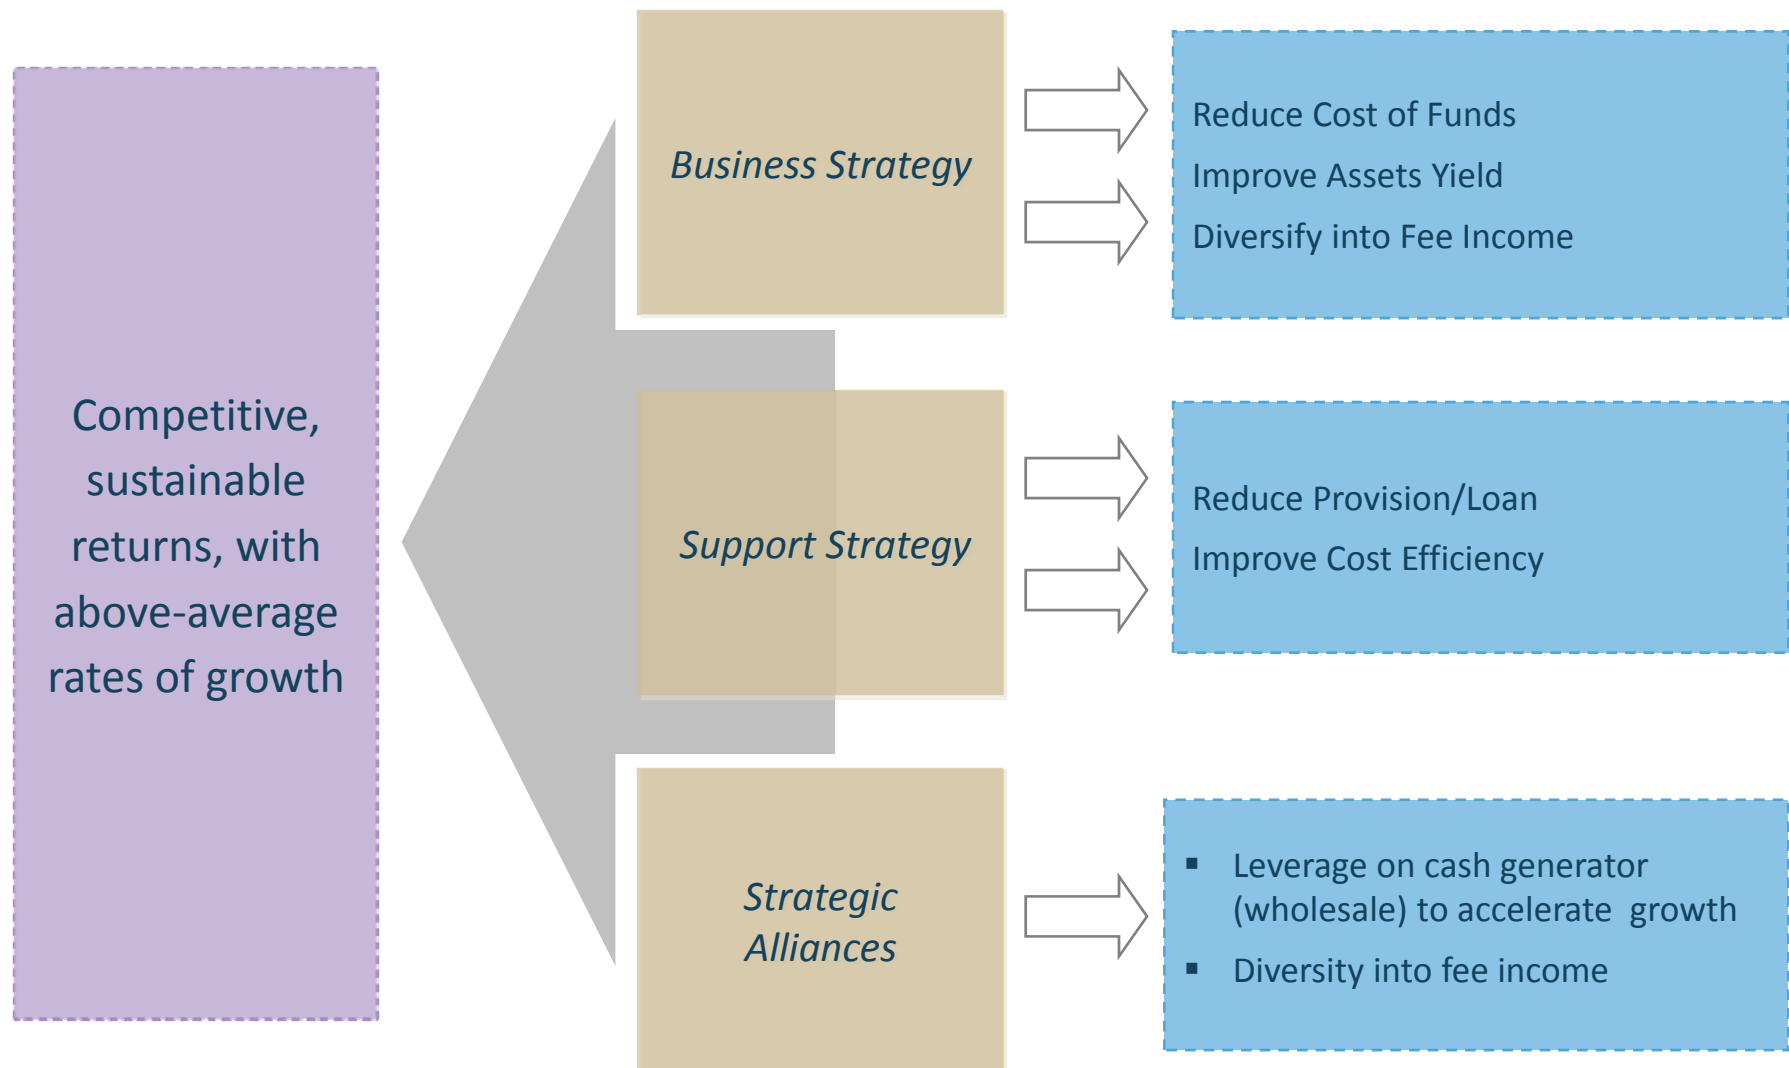 Competitive,
sustainable
returns, with
above-average
rates of growth
Business Strategy
Reduce Cost of Funds
Improve Assets Yield
Diversify into Fee Income
Support Strategy
Reduce Provision/Loan
Improve Cost Efficiency
Strategic
Alliances
▪ Leverage on cash generator
(wholesale) to accelerate growth
▪ Diversity into fee income